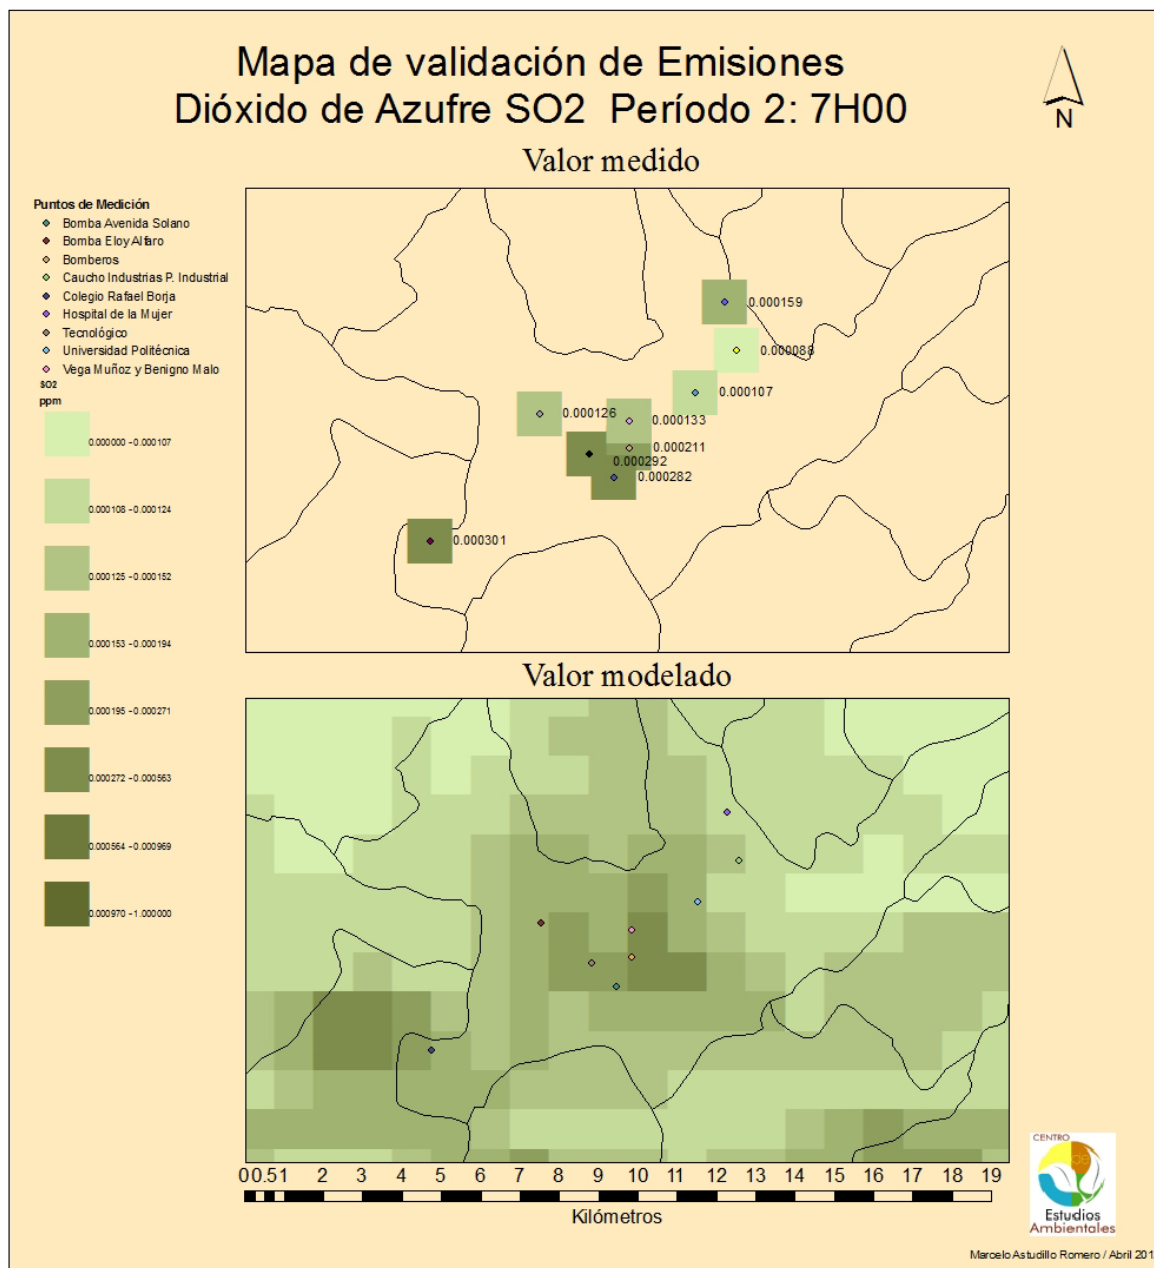 Mapa de validación de Emisiones
Dióxido de Azufre SO2 Período 2: 7H00
N
Valor medido
Puntos de Medición
Bomba Avenida Solano
Bomba Eloy Alfaro
Bomberos
Caucho Industrias P. Industrial
Colegio Rafael Borja
Hospital de la Mujer
Tecnológico
Universidad Politécnica
Vega Muñoz y Benigno Malo
SO2
ppm
0.000000 - 0.000107
0.000108 - 0.000124
0.000125 - 0.000152
0.000153 - 0.000194
0.000195 - 0.000271
0.000272 - 0.000563
0.000564 - 0.000969
0.000970 - 1.000000
0.000159
0.000088
0.000107
0.000126
0.000133
0.000211
0.000292
0.000282
0.000301
Valor modelado
0 0.5 1 2 3 4 5 6 7 8 9 10 11 12 13 14 15 16 17 18 19
Kilómetros
CENTRO
Estudios
Ambientales
Marcelo Astudillo Romero / Abril 201